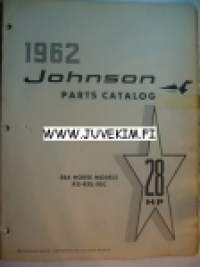 1962
Johnson
PARTS CATALOG
WWW.JUVEKIM.FI
SEA HORSE MODELS
28
HP